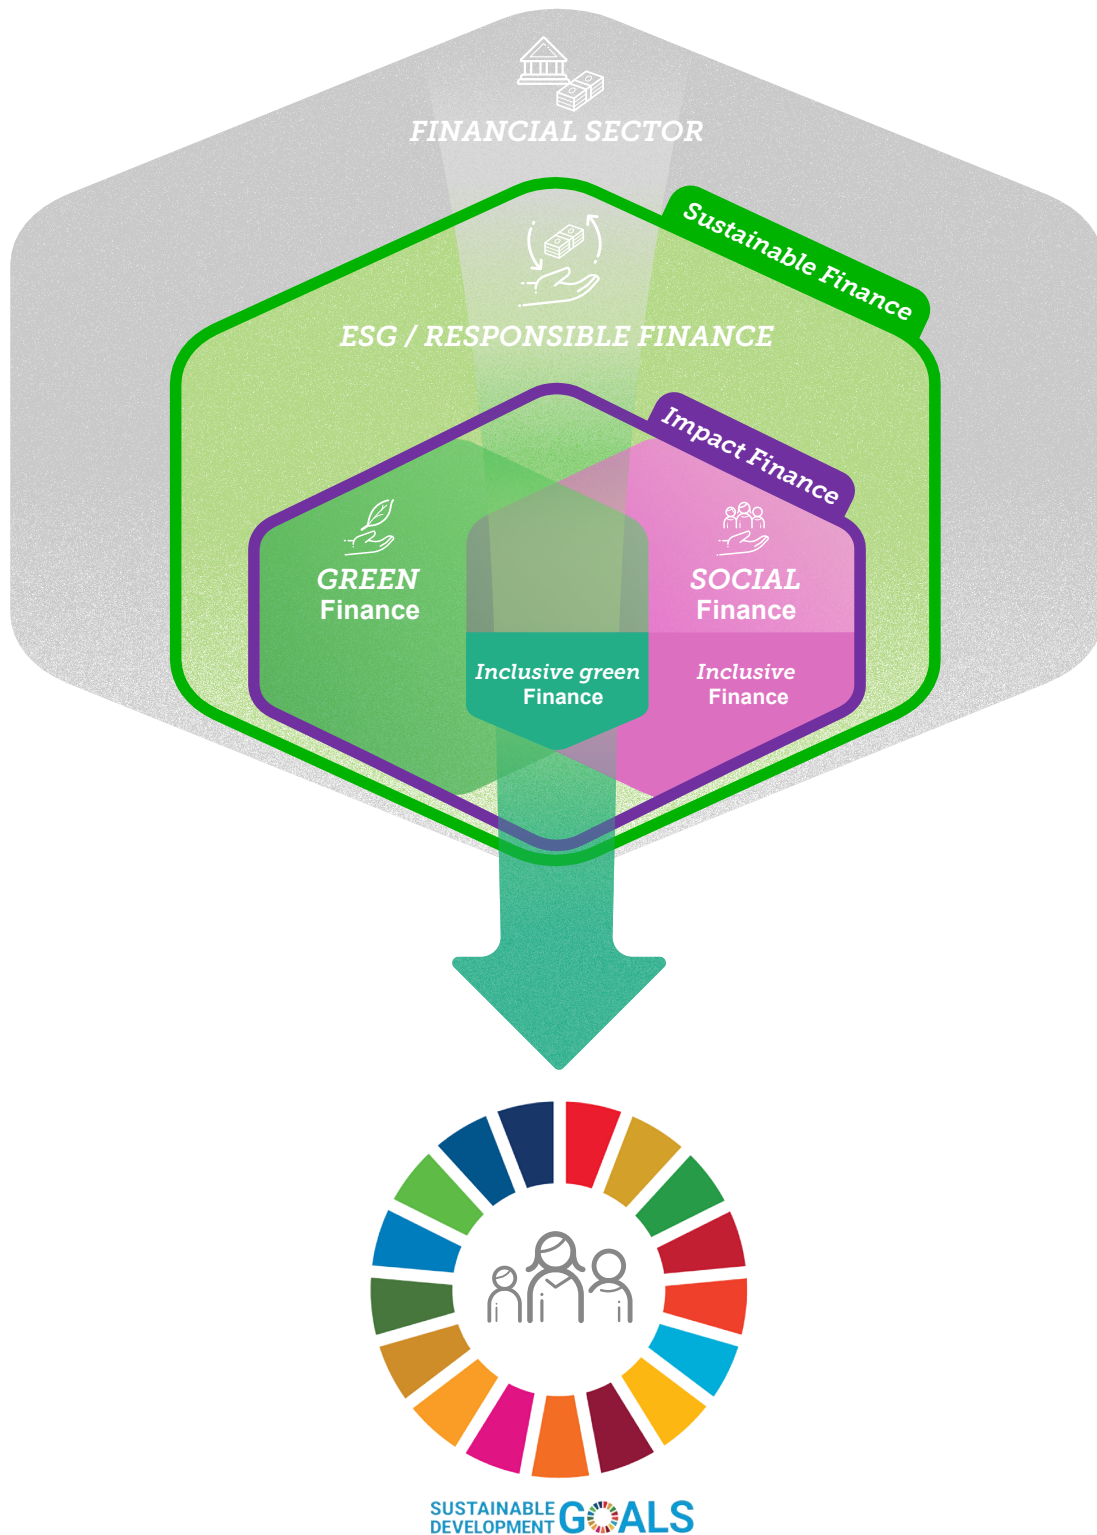 FINANCIAL SECTOR
Sustainable Finance
ESG / RESPONSIBLE FINANCE
Impact Finance
GREEN
Finance
SOCIAL
Finance
Inclusive green
Finance
Inclusive
Finance
SUSTAINABLE
DEVELOPMENT
GOALS